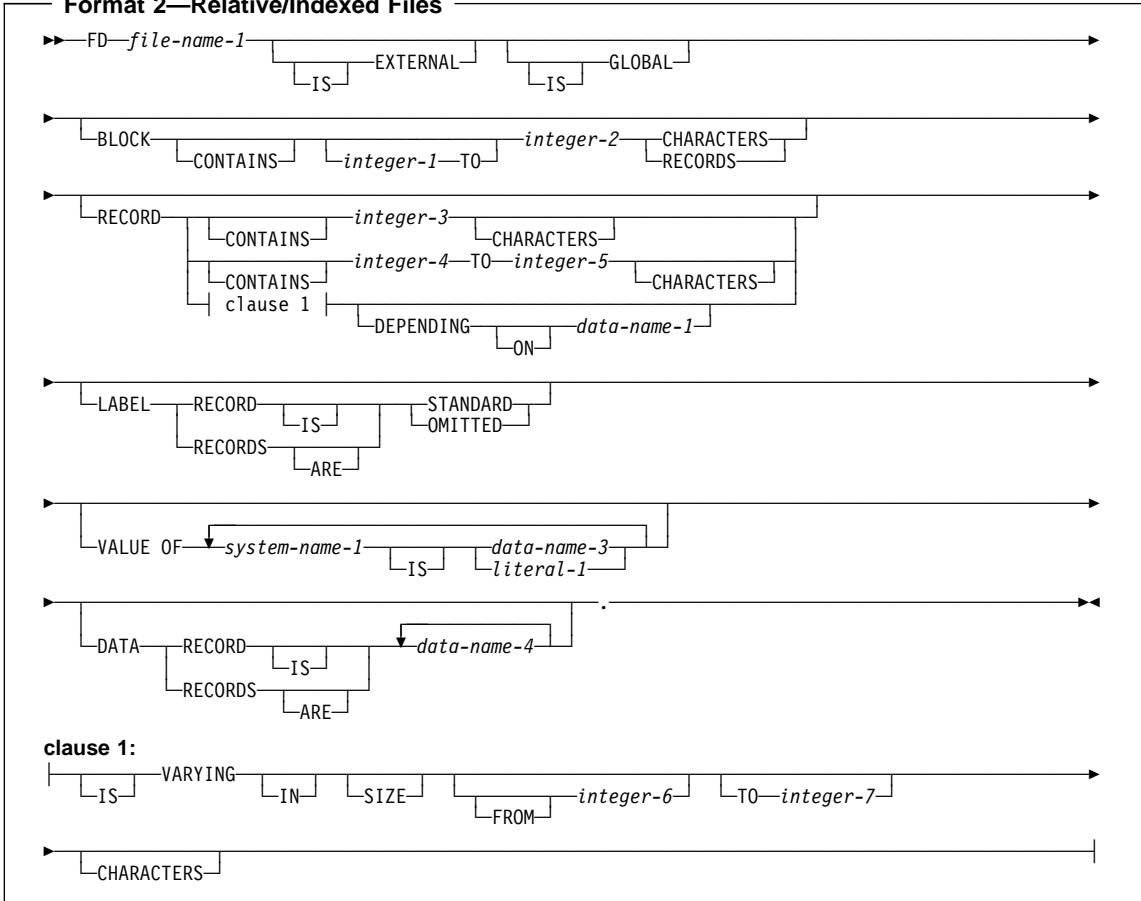 Format 2—Relative/Indexed Files
FD file-name-1 EXTERNAL GLOBAL
IS IS
BLOCK integer-2 CHARACTERS
CONTAINS integer-1 TO RECORDS
RECORD integer-3
CONTAINS CHARACTERS
integer-4 TO integer-5
CONTAINS CHARACTERS
clause 1
DEPENDING data-name-1
ON
LABEL RECORD STANDARD
IS OMITTED
RECORDS
ARE
VALUE OF system-name-1 data-name-3
IS literal-1
.
DATA RECORD data-name-4
IS
RECORDS
ARE
clause 1:
VARYING
IS IN SIZE integer-6 TO integer-7
FROM
CHARACTERS